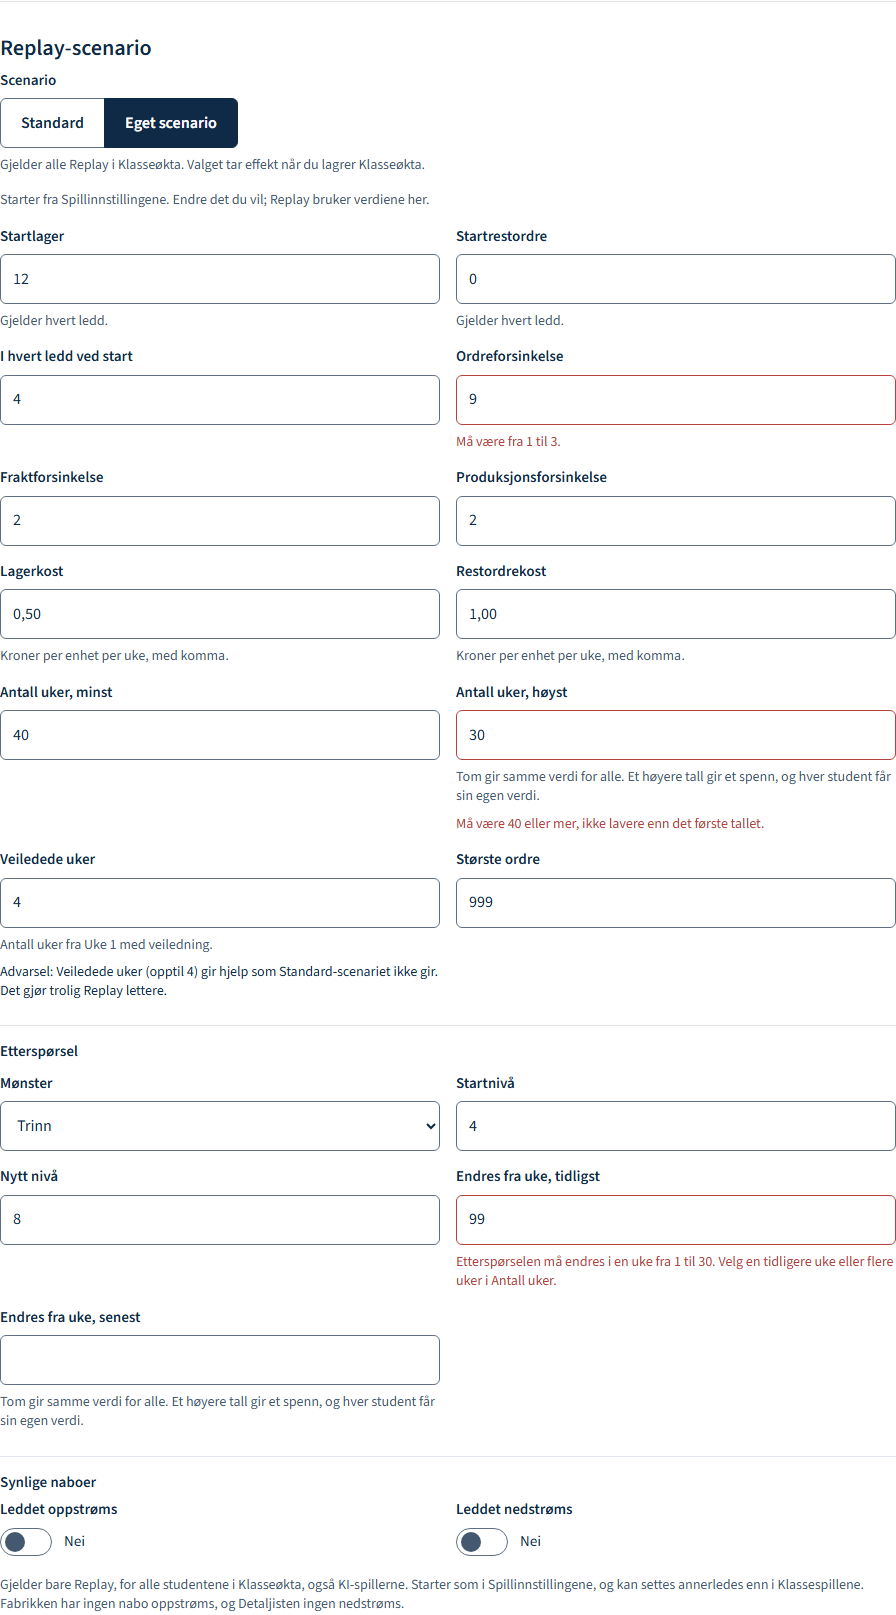 Replay-scenario
Scenario
Standard Eget scenario
Gjelder alle Replay i Klasseøkta. Valget tar effekt når du lagrer Klasseøkta.
Starter fra Spillinnstillingene. Endre det du vil; Replay bruker verdiene her.
Startlager Startrestordre
12 0
Gjelder hvert ledd. Gjelder hvert ledd.
I hvert ledd ved start Ordreforsinkelse
4 9
Må være fra 1 til 3.
Fraktforsinkelse Produksjonsforsinkelse
2 2
Lagerkost Restordrekost
0,50 1,00
Kroner per enhet per uke, med komma. Kroner per enhet per uke, med komma.
Antall uker, minst Antall uker, høyst
40 30
Tom gir samme verdi for alle. Et høyere tall gir et spenn, og hver student får
sin egen verdi.
Må være 40 eller mer, ikke lavere enn det første tallet.
Veiledede uker Største ordre
4 999
Antall uker fra Uke 1 med veiledning.
Advarsel: Veiledede uker (opptil 4) gir hjelp som Standard-scenariet ikke gir.
Det gjør trolig Replay lettere.
Etterspørsel
Mønster Startnivå
Trinn 4
Nytt nivå Endres fra uke, tidligst
8 99
Etterspørselen må endres i en uke fra 1 til 30. Velg en tidligere uke eller flere
uker i Antall uker.
Endres fra uke, senest
Tom gir samme verdi for alle. Et høyere tall gir et spenn, og hver student får
sin egen verdi.
Synlige naboer
Leddet oppstrøms Leddet nedstrøms
Nei Nei
Gjelder bare Replay, for alle studentene i Klasseøkta, også KI-spillerne. Starter som i Spillinnstillingene, og kan settes annerledes enn i Klassespillene.
Fabrikken har ingen nabo oppstrøms, og Detaljisten ingen nedstrøms.